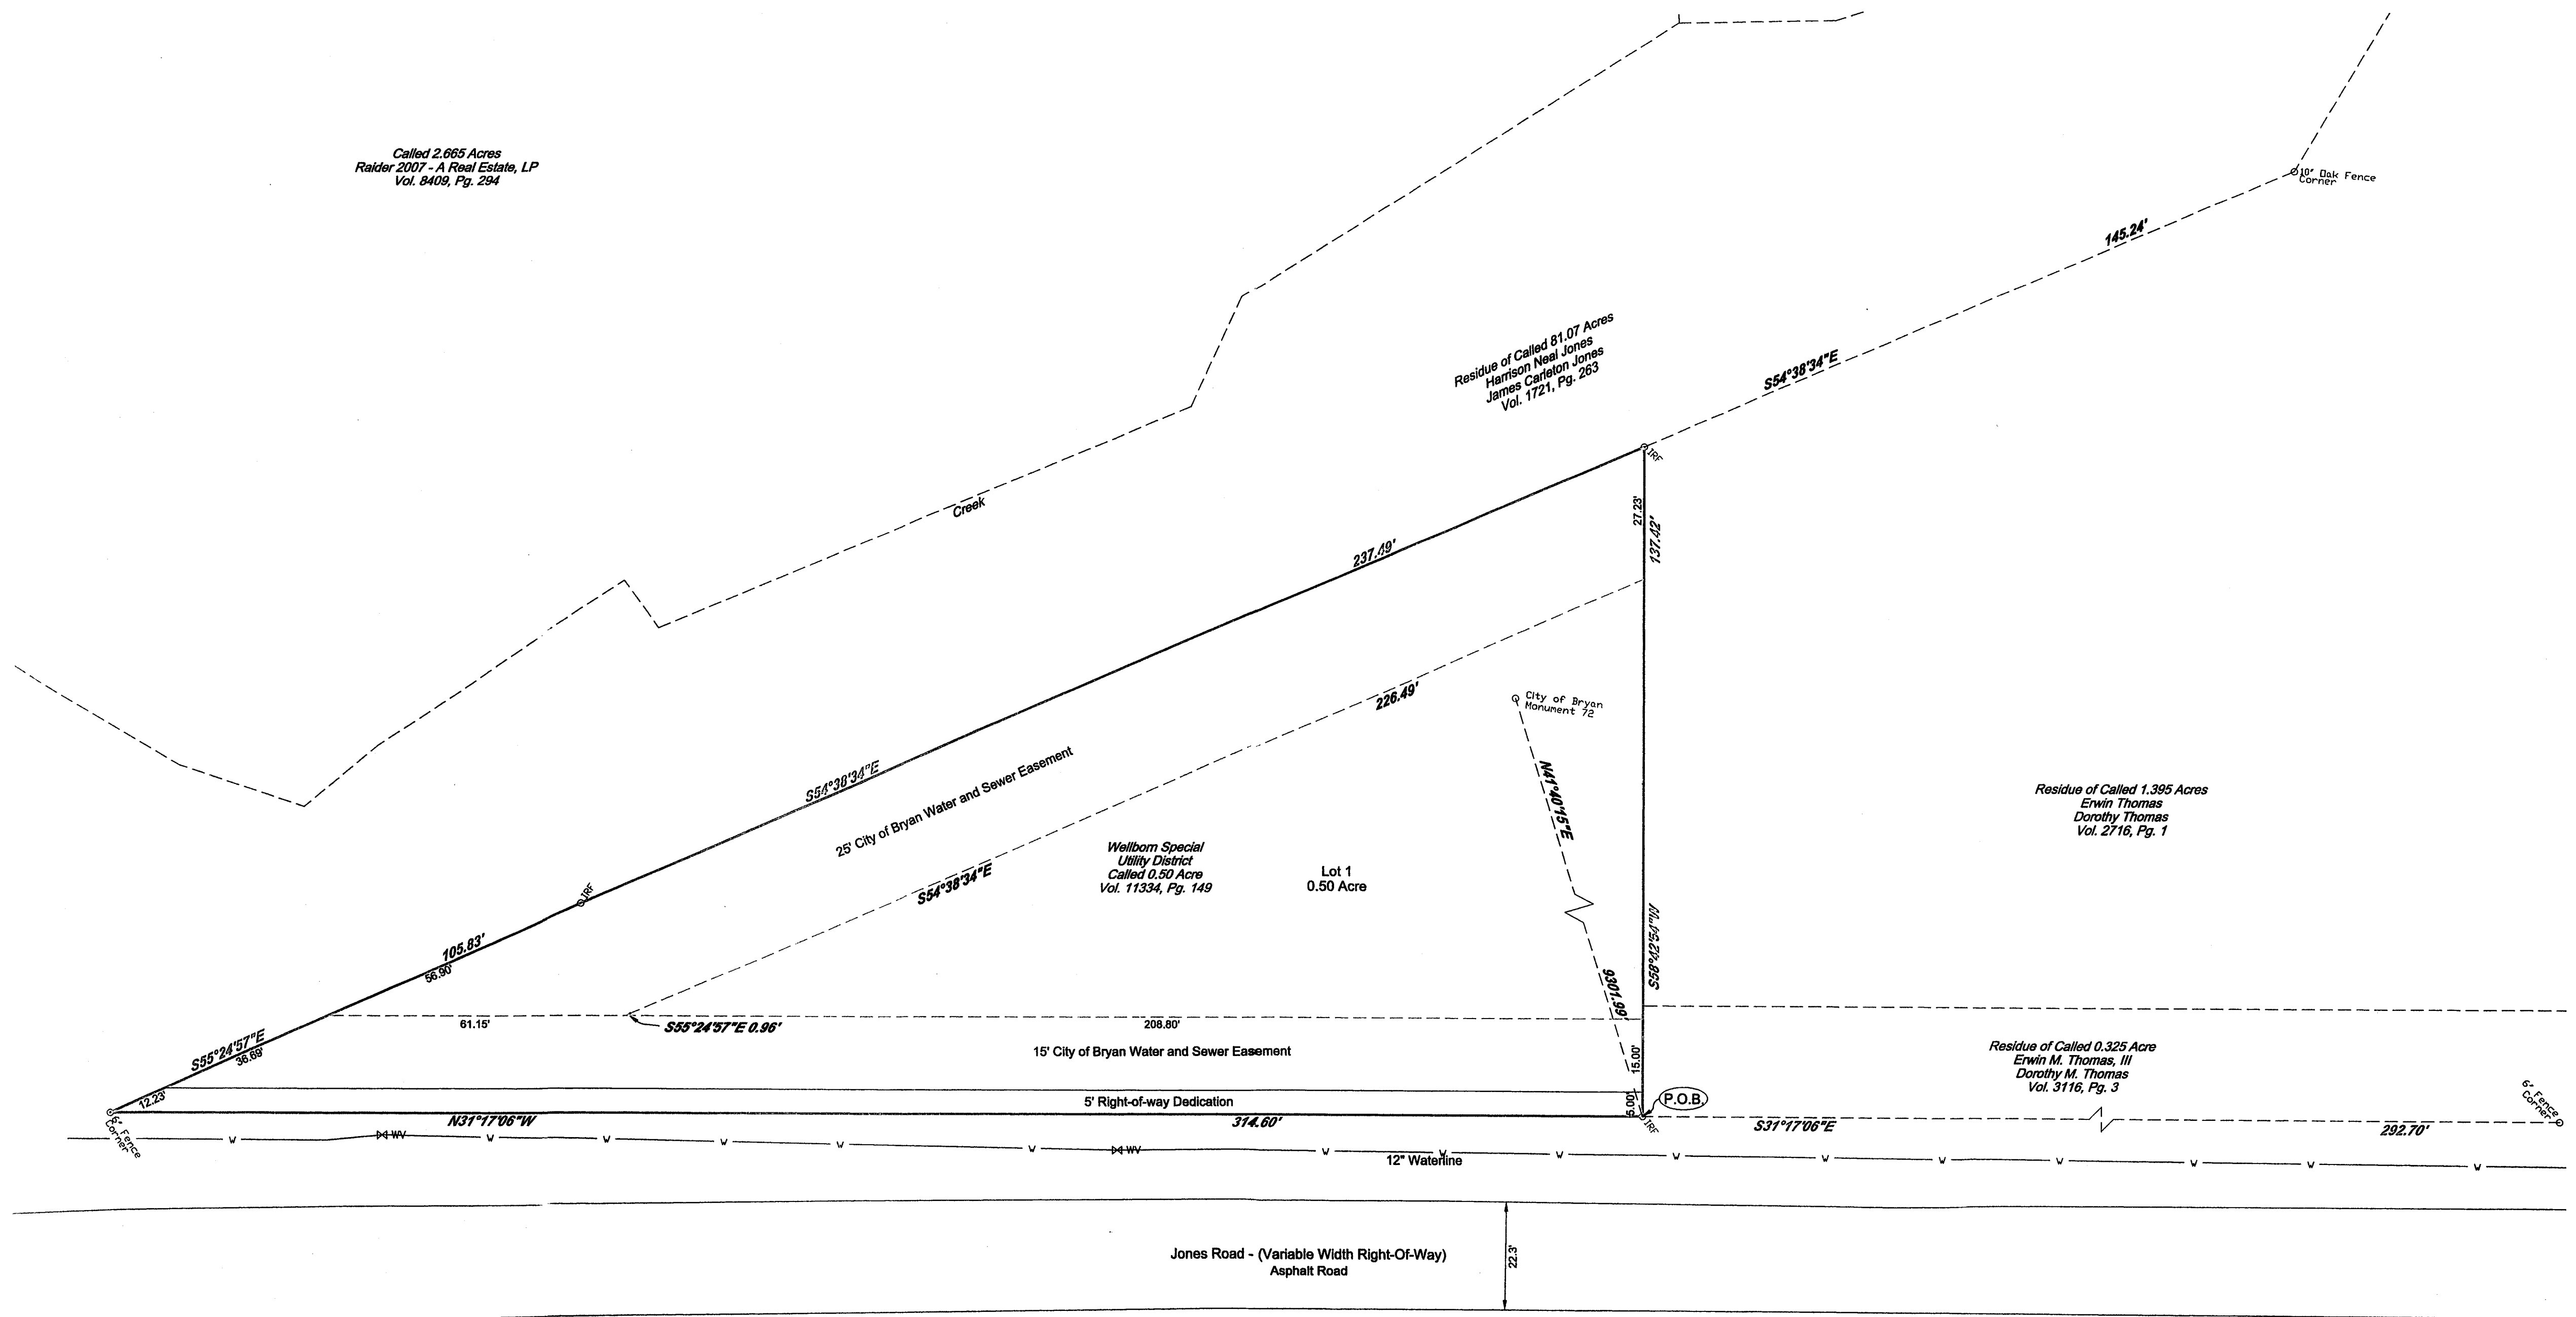 Called 2.665 Acres
Raider 2007 - A Real Estate, LP
Vol. 8409, Pg. 294
10" Oak Fence
Corner
145.24'
S54°38'34"E
Residue of Called 81.07 Acres
Harrison Neal Jones
James Carleton Jones
Vol. 1721, Pg. 263
IRF
Creek
27.23'
137.42'
237.49'
226.49'
City of Bryan
Monument 72
S54°38'34"E
25' City of Bryan Water and Sewer Easement
N41°40'15"E
Residue of Called 1.395 Acres
Erwin Thomas
Dorothy Thomas
Vol. 2716, Pg. 1
Wellborn Special
Utility District
Called 0.50 Acre
Vol. 11334, Pg. 149
Lot 1
0.50 Acre
S54°38'34"E
IRF
105.83'
56.90'
S58°42'54"W
9301.99'
61.15'
S55°24'57"E 0.96'
208.80'
S55°24'57"E
36.69'
15' City of Bryan Water and Sewer Easement
15.00'
Residue of Called 0.325 Acre
Erwin M. Thomas, III
Dorothy M. Thomas
Vol. 3116, Pg. 3
12.23'
5' Right-of-way Dedication
5.00'
P.O.B.
6" Fence
Corner
6" Fence
Corner
N31°17'06"W
314.60'
IRF
S31°17'06"E
292.70'
W WV W W W W W WV W W W W W W W W W W
12" Waterline
Jones Road - (Variable Width Right-Of-Way)
Asphalt Road
22.3'